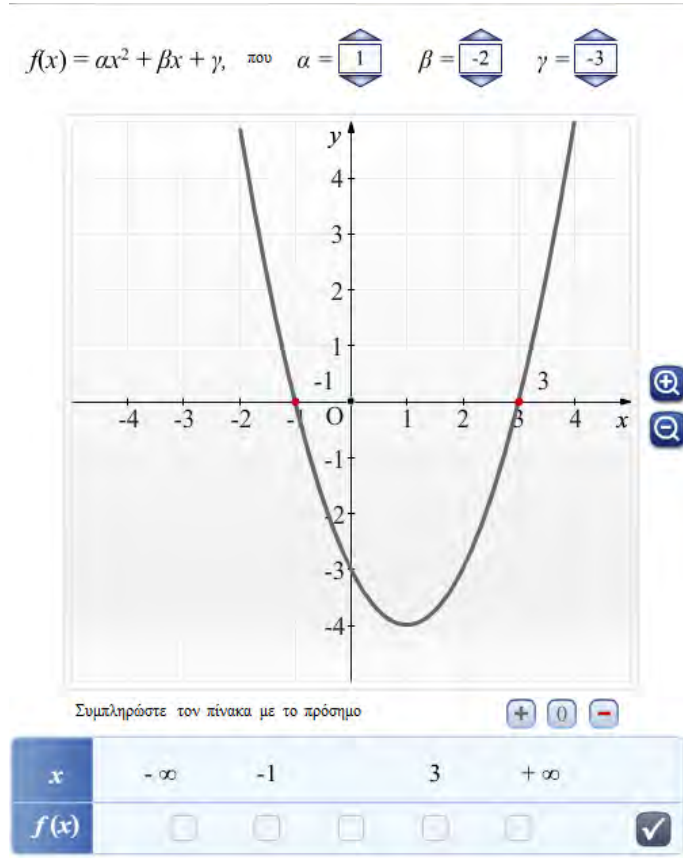 f(x) = αx² + βx + γ, που α = 1 β = -2 γ = -3
y
4
3
2
1
-1 3
-4 -3 -2 -1 O 1 2 3 4 x
-1
-2
-3
-4
Συμπληρώστε τον πίνακα με το πρόσημο + 0 -
x - ∞ -1 3 + ∞
f(x)